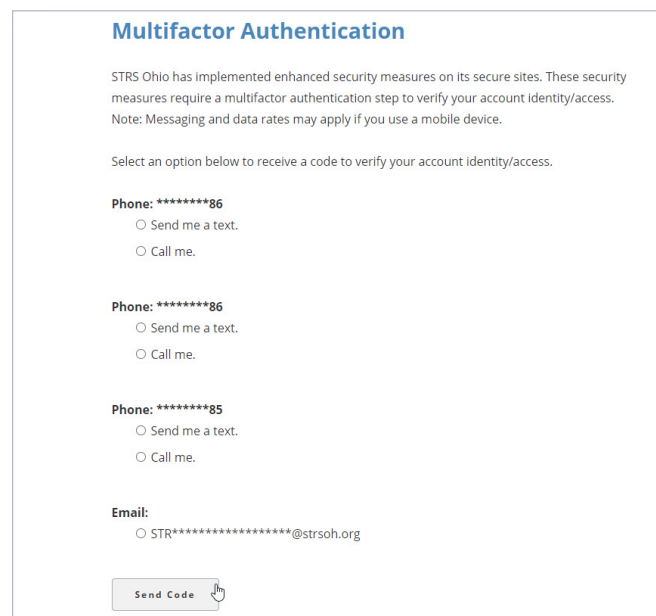 Multifactor Authentication
STRS Ohio has implemented enhanced security measures on its secure sites. These security
measures require a multifactor authentication step to verify your account identity/access.
Note: Messaging and data rates may apply if you use a mobile device.
Select an option below to receive a code to verify your account identity/access.
Phone: ********86
Send me a text.
Call me.
Phone: ********86
Send me a text.
Call me.
Phone: ********85
Send me a text.
Call me.
Email:
STR******************@strsoh.org
Send Code